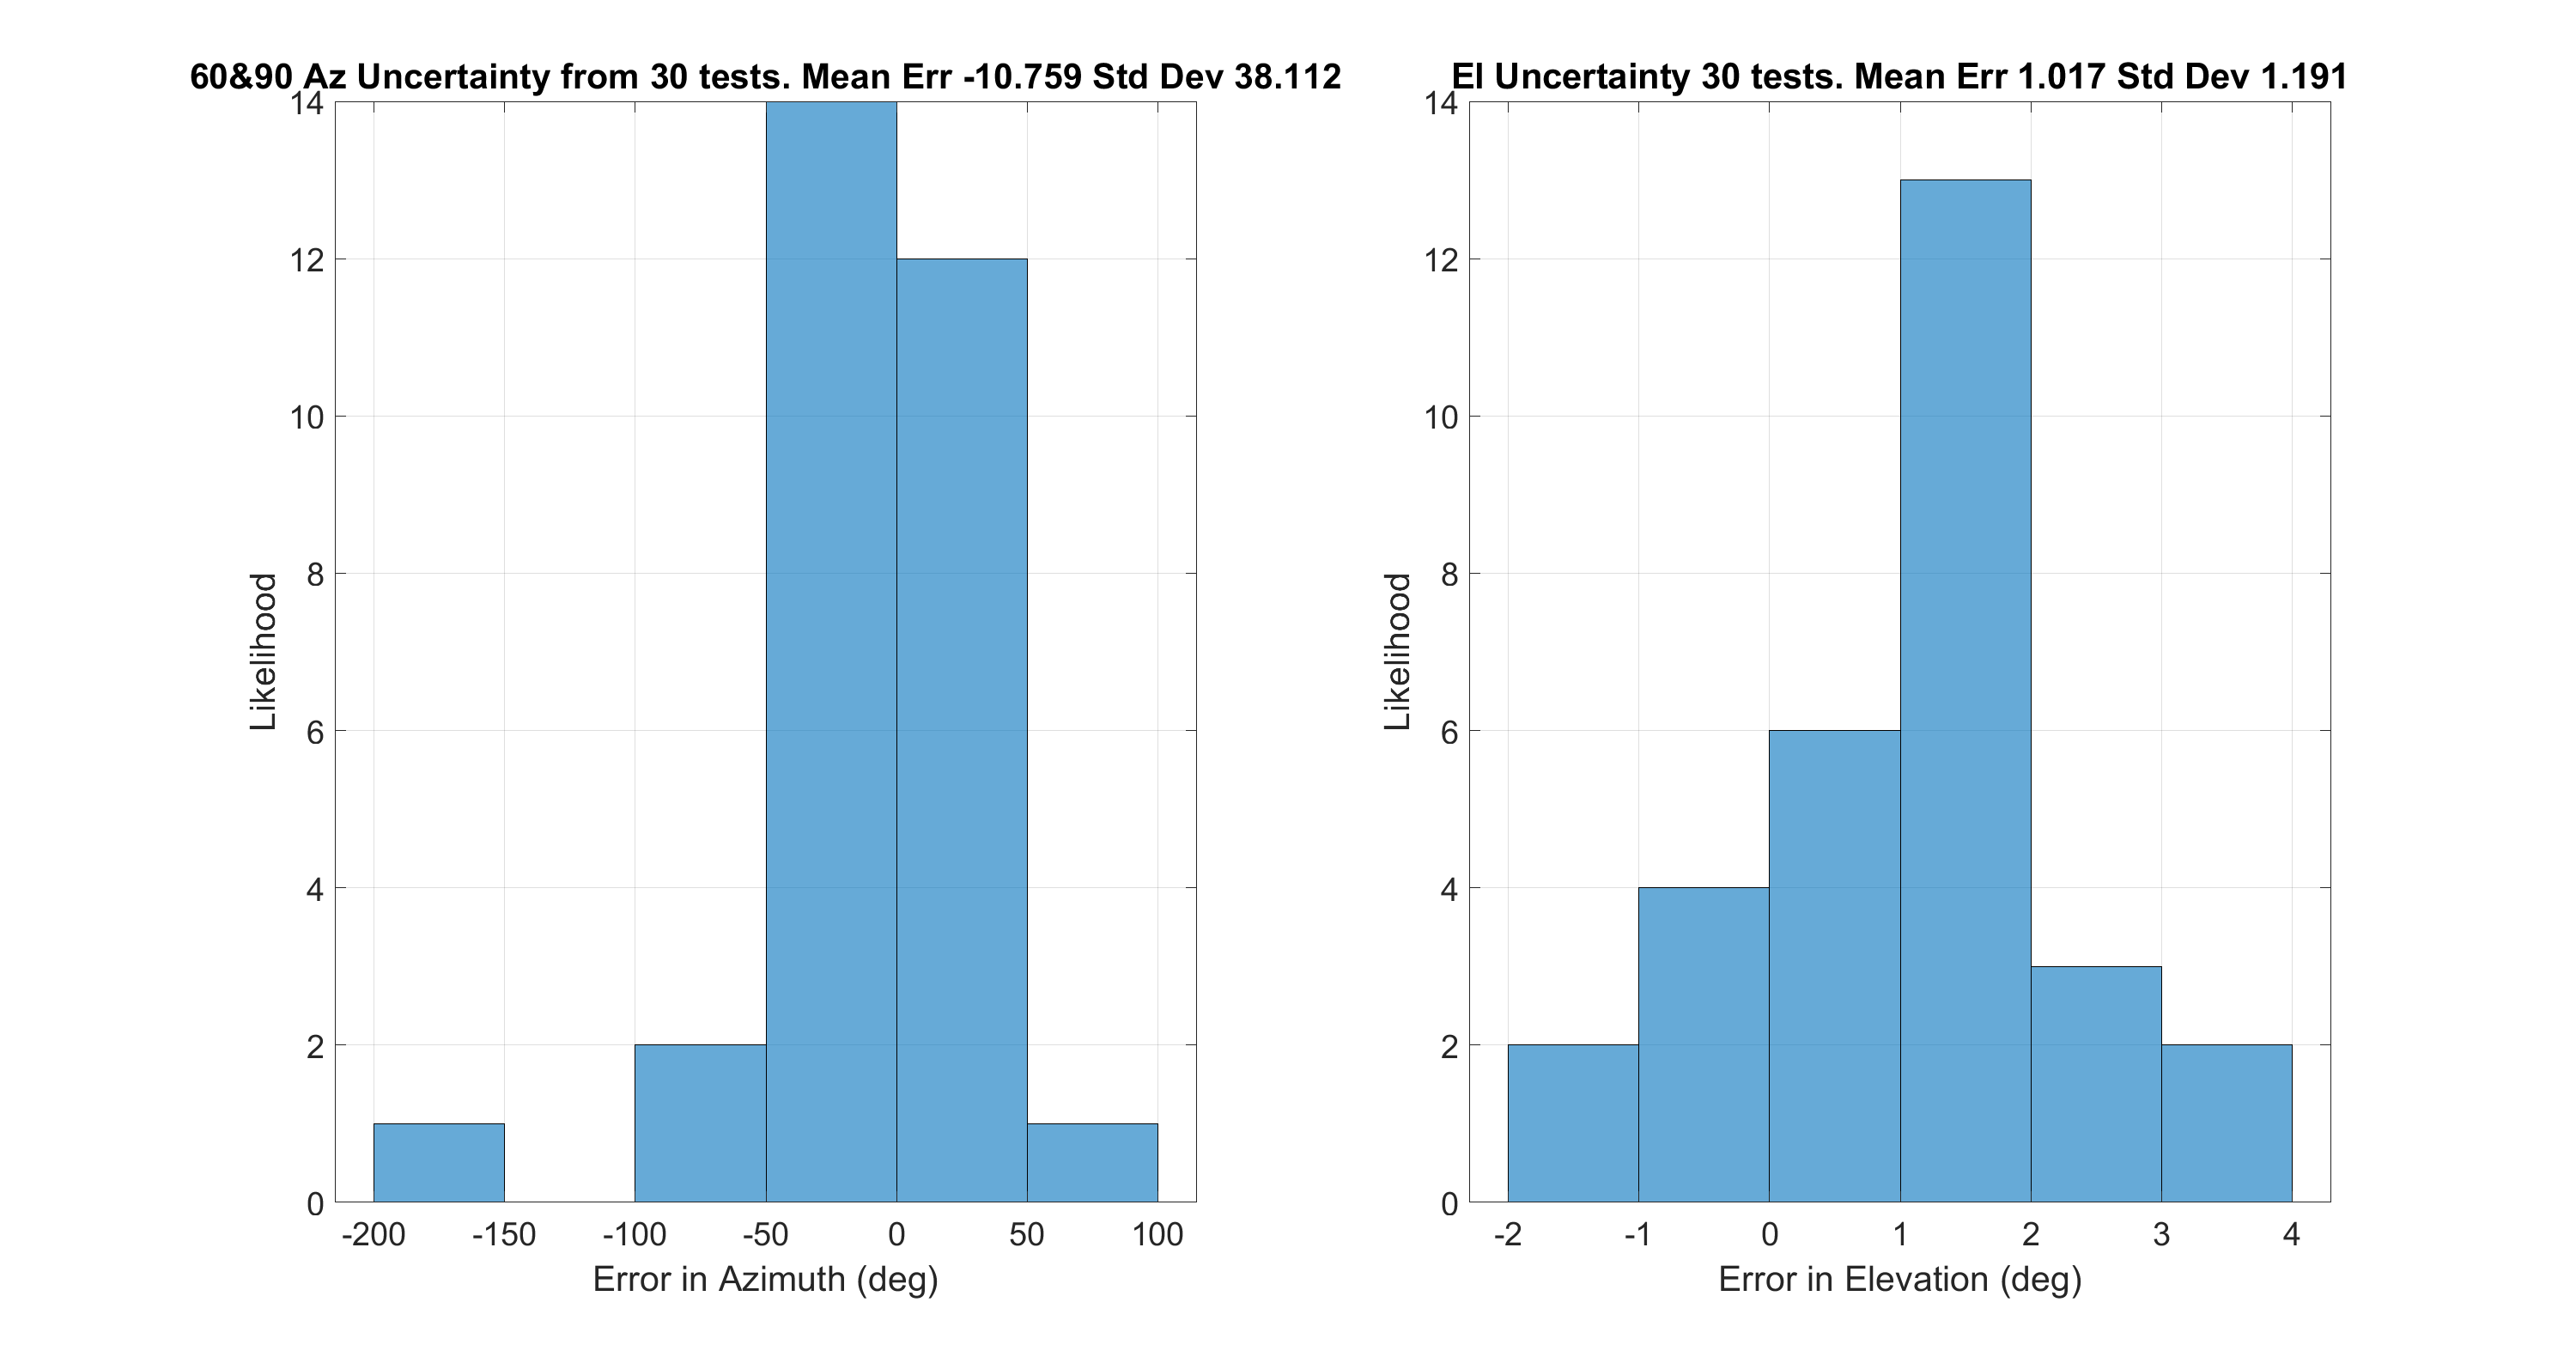 60&90 Az Uncertainty from 30 tests. Mean Err -10.759 Std Dev 38.112
14
12
10
8
6
4
2
0
Likelihood
-200 -150 -100 -50 0 50 100
Error in Azimuth (deg)
El Uncertainty 30 tests. Mean Err 1.017 Std Dev 1.191
14
12
10
8
6
4
2
0
Likelihood
-2 -1 0 1 2 3 4
Error in Elevation (deg)